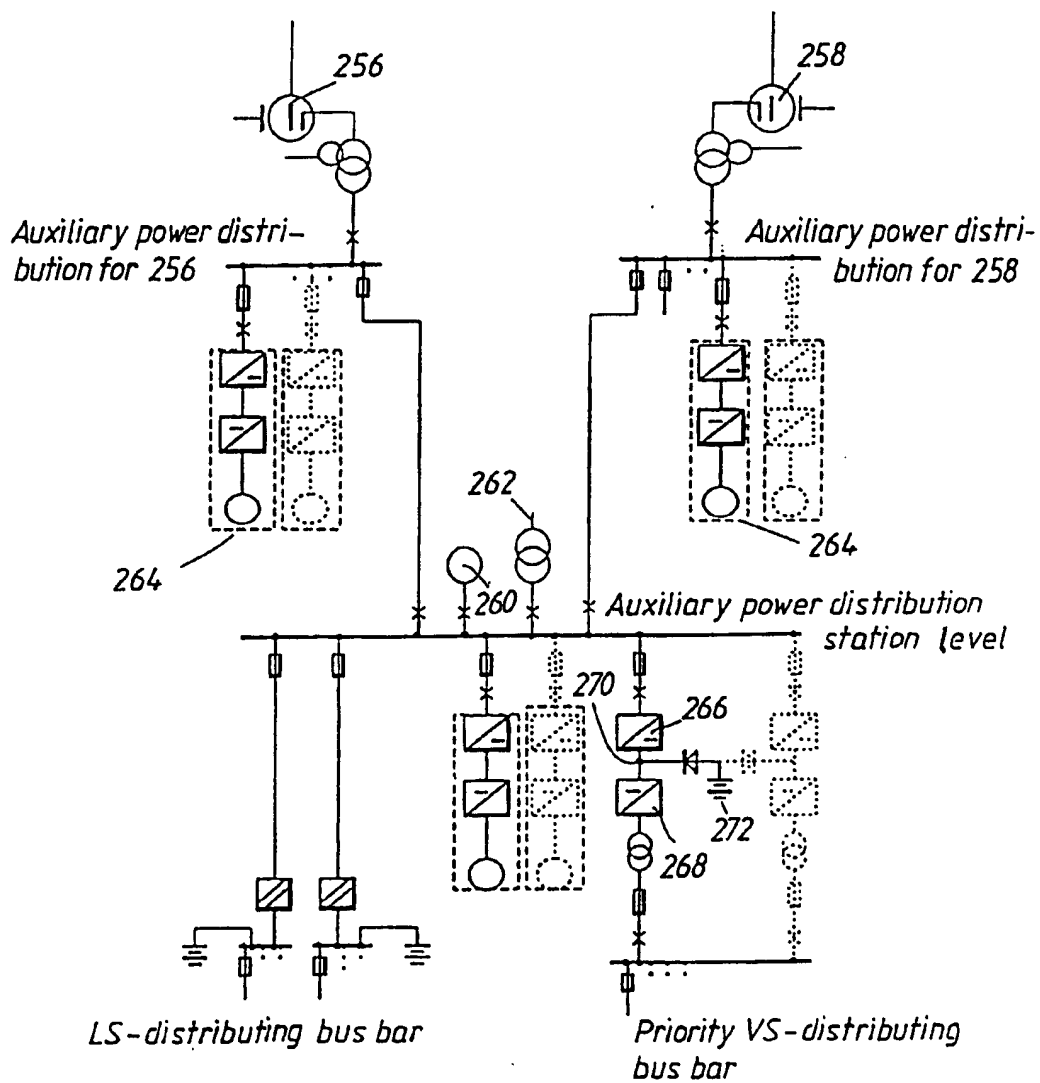 256
258
Auxiliary power distri-
bution for 256
Auxiliary power distri-
bution for 258
262
264
264
260
Auxiliary power distribution
station level
270
266
272
268
LS-distributing bus bar
Priority VS-distributing
bus bar